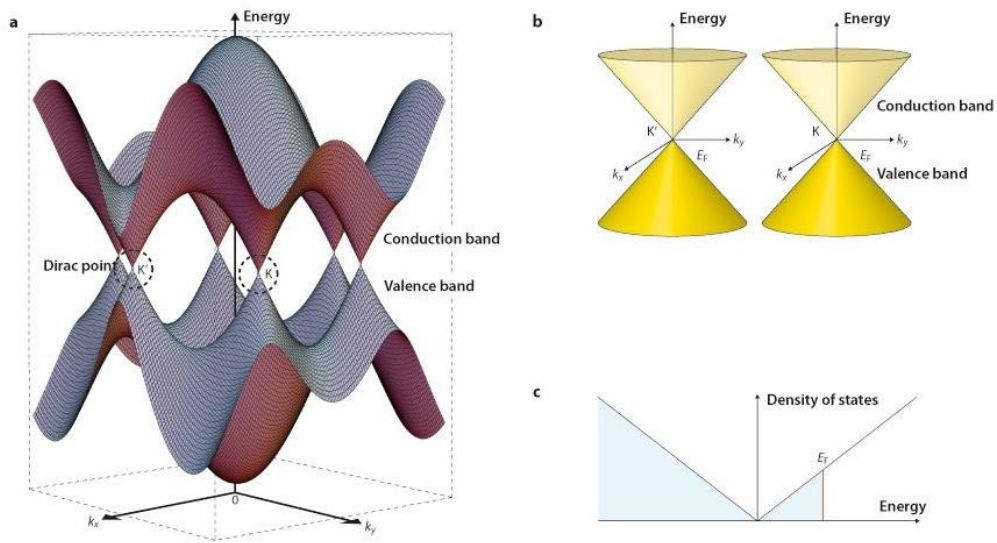 a
Energy
Conduction band
Dirac point
K′
K
Valence band
0
kx
ky
b
Energy
Energy
Conduction band
K′
K
ky
ky
EF
EF
kx
kx
Valence band
c
Density of states
EF
Energy